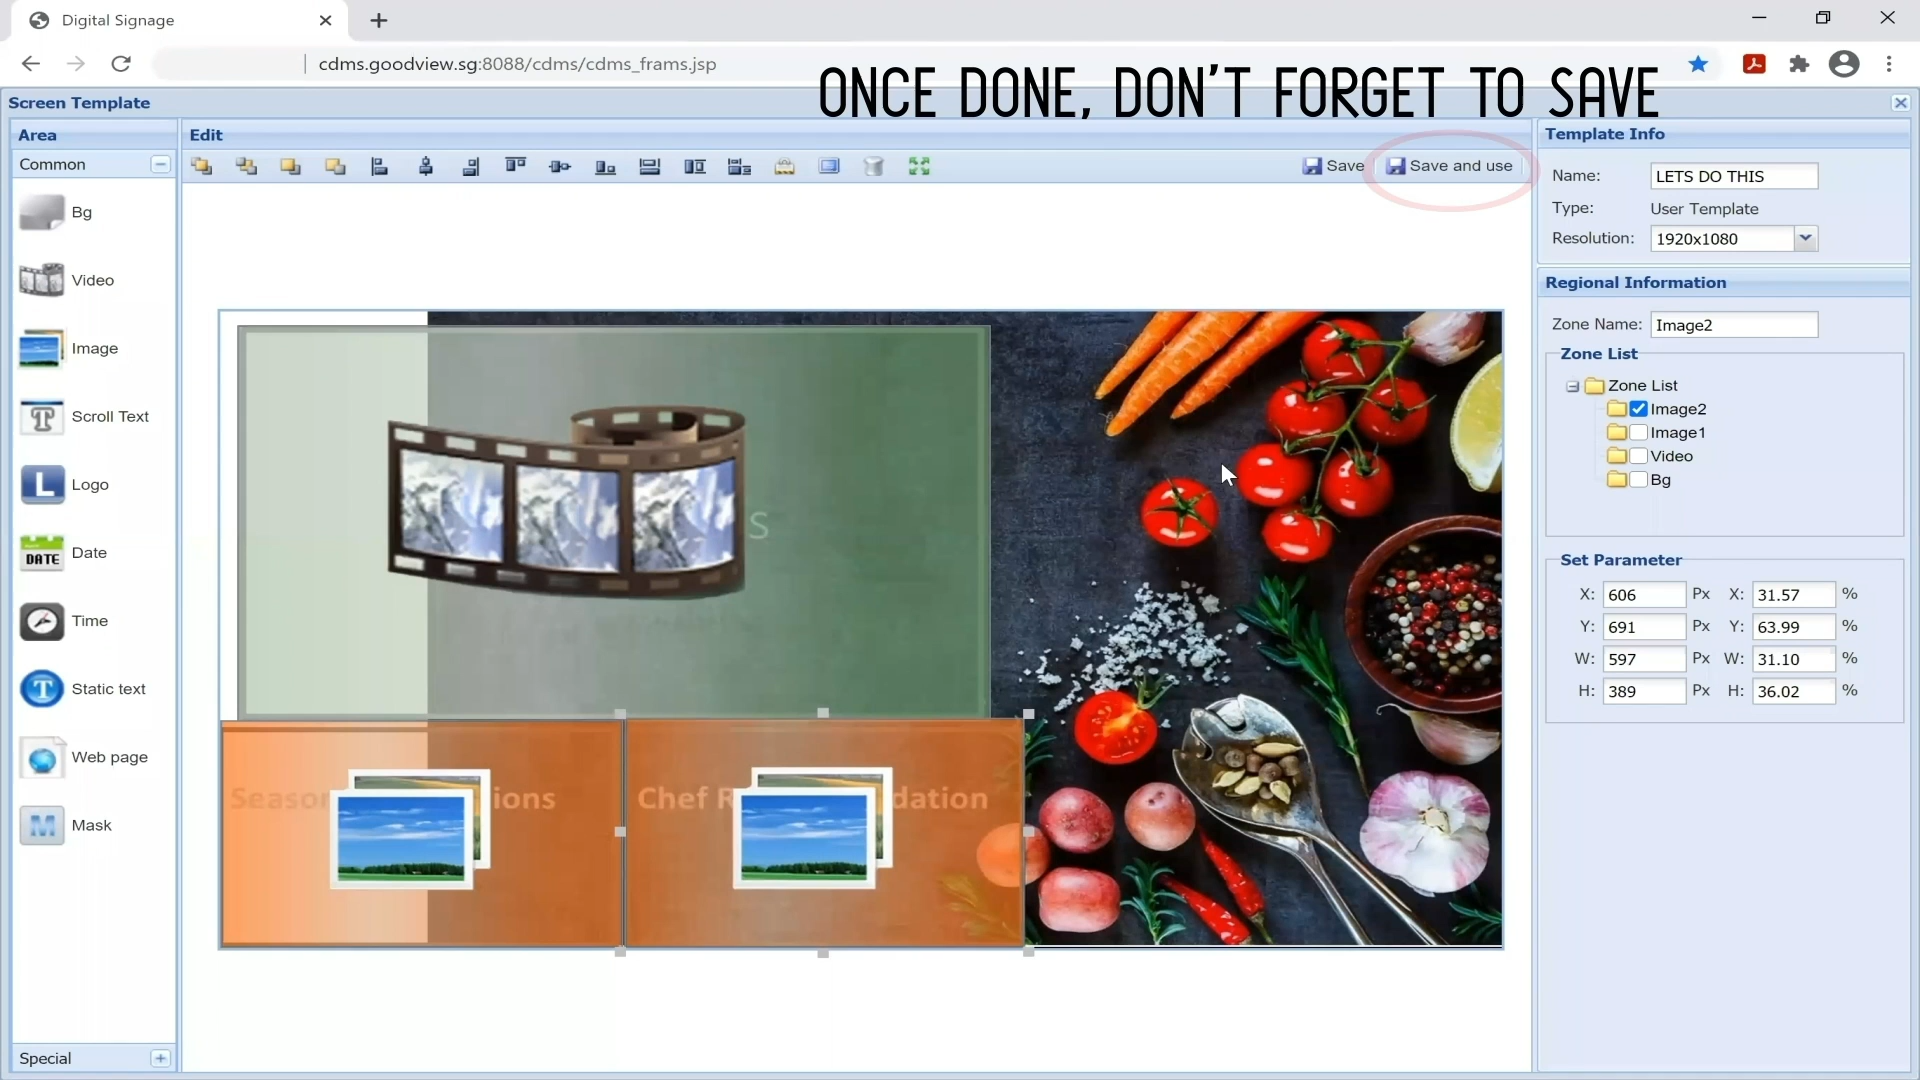 Digital Signage
cdms.goodview.sg:8088/cdms/cdms_frams.jsp
ONCE DONE, DON'T FORGET TO SAVE
Screen Template
Area
Common
Bg
Video
Image
Scroll Text
L
Logo
DATE
Date
Time
T
Static text
Web page
M
Mask
Special
Edit
Save
Save and use
S
Chef
dation
ions
Template Info
Name: LETS DO THIS
Type: User Template
Resolution: 1920x1080
Regional Information
Zone Name: Image2
Zone List
Zone List
Image2
Image1
Video
Bg
Set Parameter
X: 606 Px X: 31.57 %
Y: 691 Px Y: 63.99 %
W: 597 Px W: 31.10 %
H: 389 Px H: 36.02 %